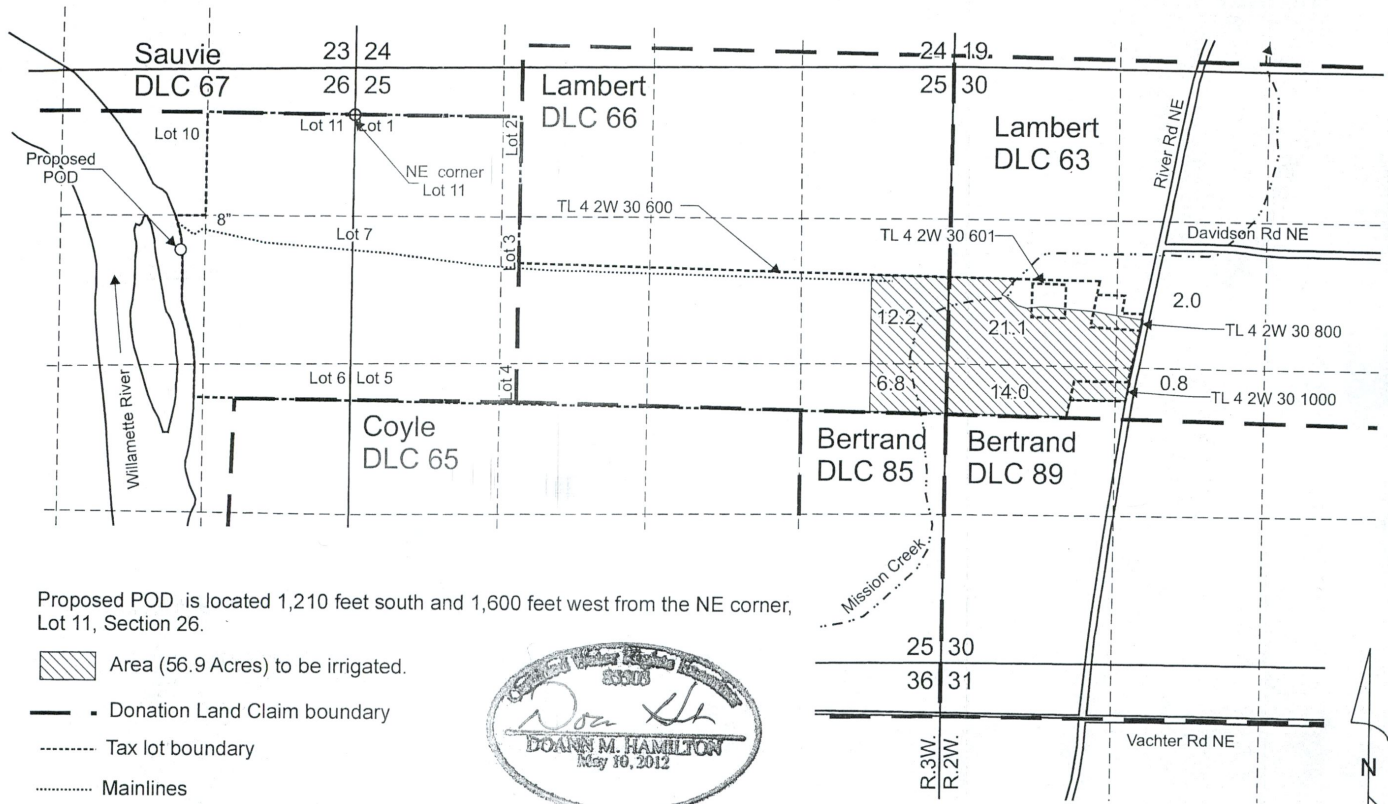 Sauvie
DLC 67
23 24
26 25
Lambert
DLC 66
24 19
25 30
Lambert
DLC 63
River Rd NE
Lot 10
Lot 11
Lot 1
Lot 2
Proposed
POD
NE corner
Lot 11
8"
Lot 7
Lot 3
TL 4 2W 30 600
TL 4 2W 30 601
Davidson Rd NE
12.2
21.1
2.0
TL 4 2W 30 800
Willamette River
Lot 6
Lot 5
Lot 4
6.8
14.0
0.8
TL 4 2W 30 1000
Coyle
DLC 65
Bertrand
DLC 85
Bertrand
DLC 89
Mission Creek
Proposed POD is located 1,210 feet south and 1,600 feet west from the NE corner,
Lot 11, Section 26.
Area (56.9 Acres) to be irrigated.
Donation Land Claim boundary
Tax lot boundary
Mainlines
Water Rights Examiner
DOANN M. HAMILTON
May 10, 2012
25 30
36 31
R.3W.
R.2W.
Vachter Rd NE
N